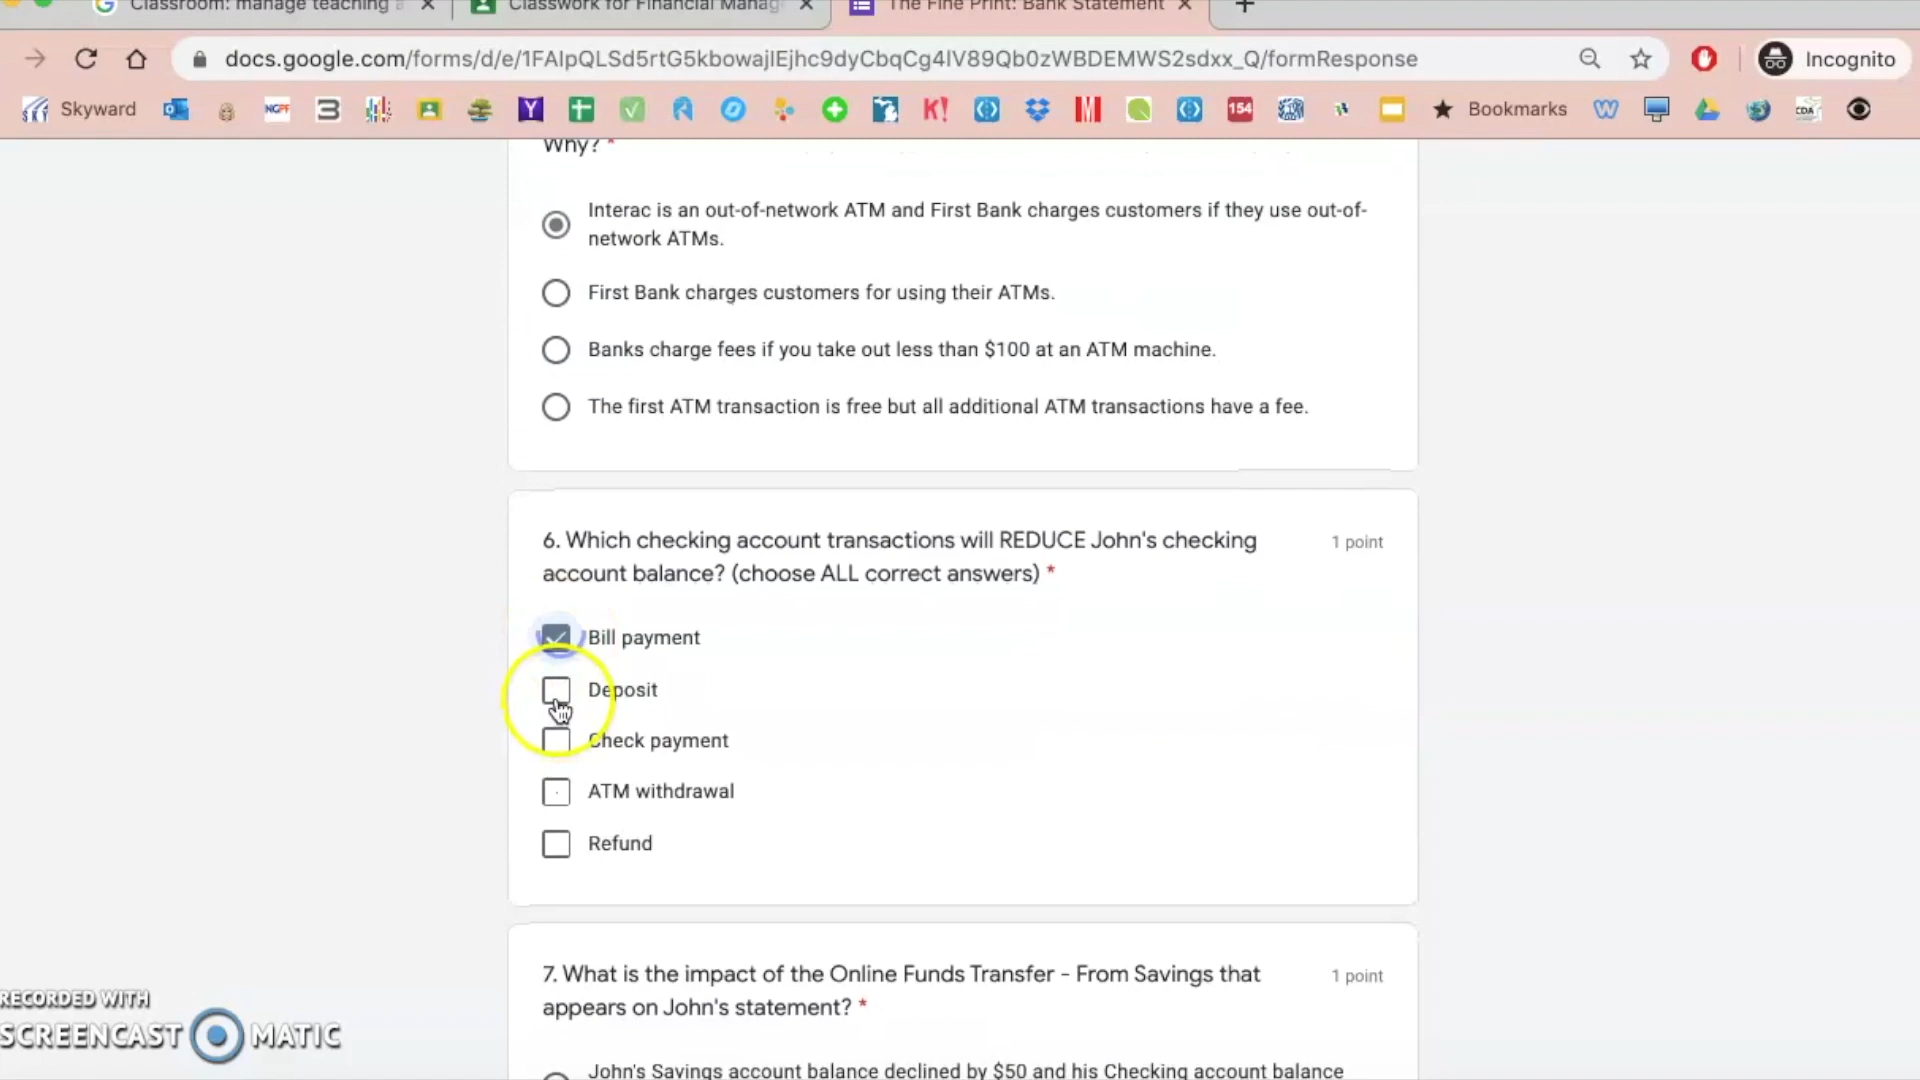 Classroom: manage teaching a
Classwork for Financial Manag
The Fine Print: Bank Statement
docs.google.com/forms/d/e/1FAIpQLSd5rtG5kbowajIEjhc9dyCbqCg4IV89Qb0zWBDEMWS2sdxx_Q/formResponse
Incognito
Skyward
NGPF
3
Y
K!
154
Bookmarks
CDA
Why? *
Interac is an out-of-network ATM and First Bank charges customers if they use out-of-
network ATMs.
First Bank charges customers for using their ATMs.
Banks charge fees if you take out less than $100 at an ATM machine.
The first ATM transaction is free but all additional ATM transactions have a fee.
6. Which checking account transactions will REDUCE John's checking
account balance? (choose ALL correct answers) *
1 point
Bill payment
Deposit
Check payment
ATM withdrawal
Refund
7. What is the impact of the Online Funds Transfer - From Savings that
appears on John's statement? *
1 point
John's Savings account balance declined by $50 and his Checking account balance
RECORDED WITH
SCREENCAST MATIC